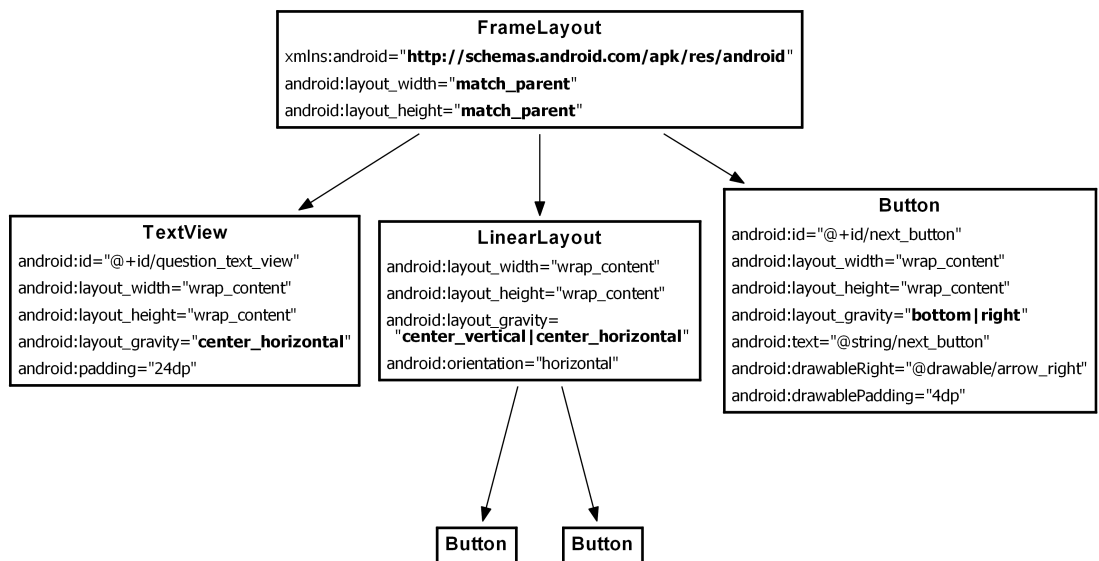 FrameLayout
xmlns:android="http://schemas.android.com/apk/res/android"
android:layout_width="match_parent"
android:layout_height="match_parent"
TextView
android:id="@+id/question_text_view"
android:layout_width="wrap_content"
android:layout_height="wrap_content"
android:layout_gravity="center_horizontal"
android:padding="24dp"
LinearLayout
android:layout_width="wrap_content"
android:layout_height="wrap_content"
android:layout_gravity=
"center_vertical|center_horizontal"
android:orientation="horizontal"
Button
android:id="@+id/next_button"
android:layout_width="wrap_content"
android:layout_height="wrap_content"
android:layout_gravity="bottom|right"
android:text="@string/next_button"
android:drawableRight="@drawable/arrow_right"
android:drawablePadding="4dp"
Button
Button